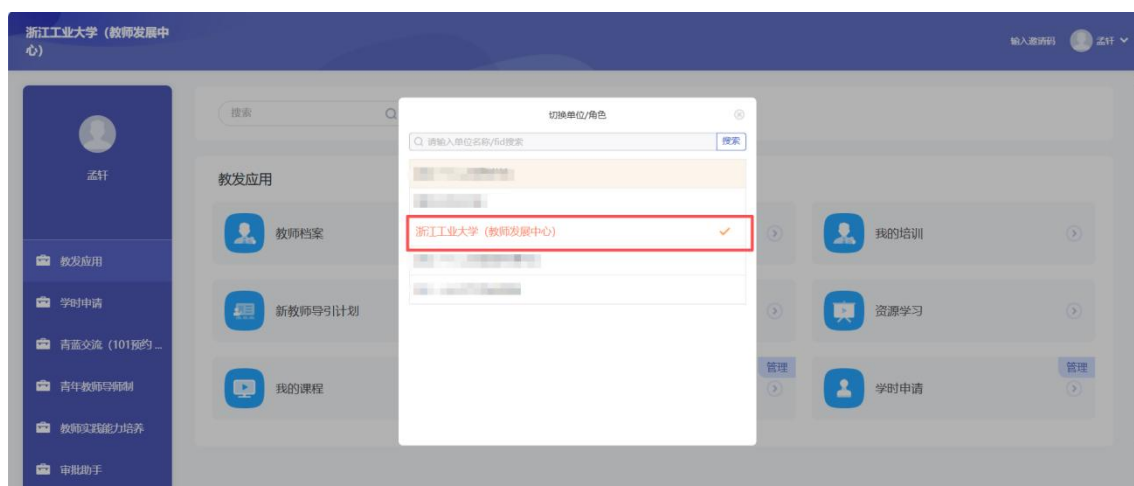 浙江工业大学（教师发展中
心）
输入邀请码
孟轩
孟轩
教发应用
学时申请
青蓝交流（101预约 ...
青年教师导师制
教师实践能力培养
审批助手
搜索
教发应用
教师档案
我的培训
新教师导引计划
资源学习
我的课程
管理
学时申请
管理
切换单位/角色
请输入单位名称/fid搜索
搜索
浙江工业大学（教师发展中心）